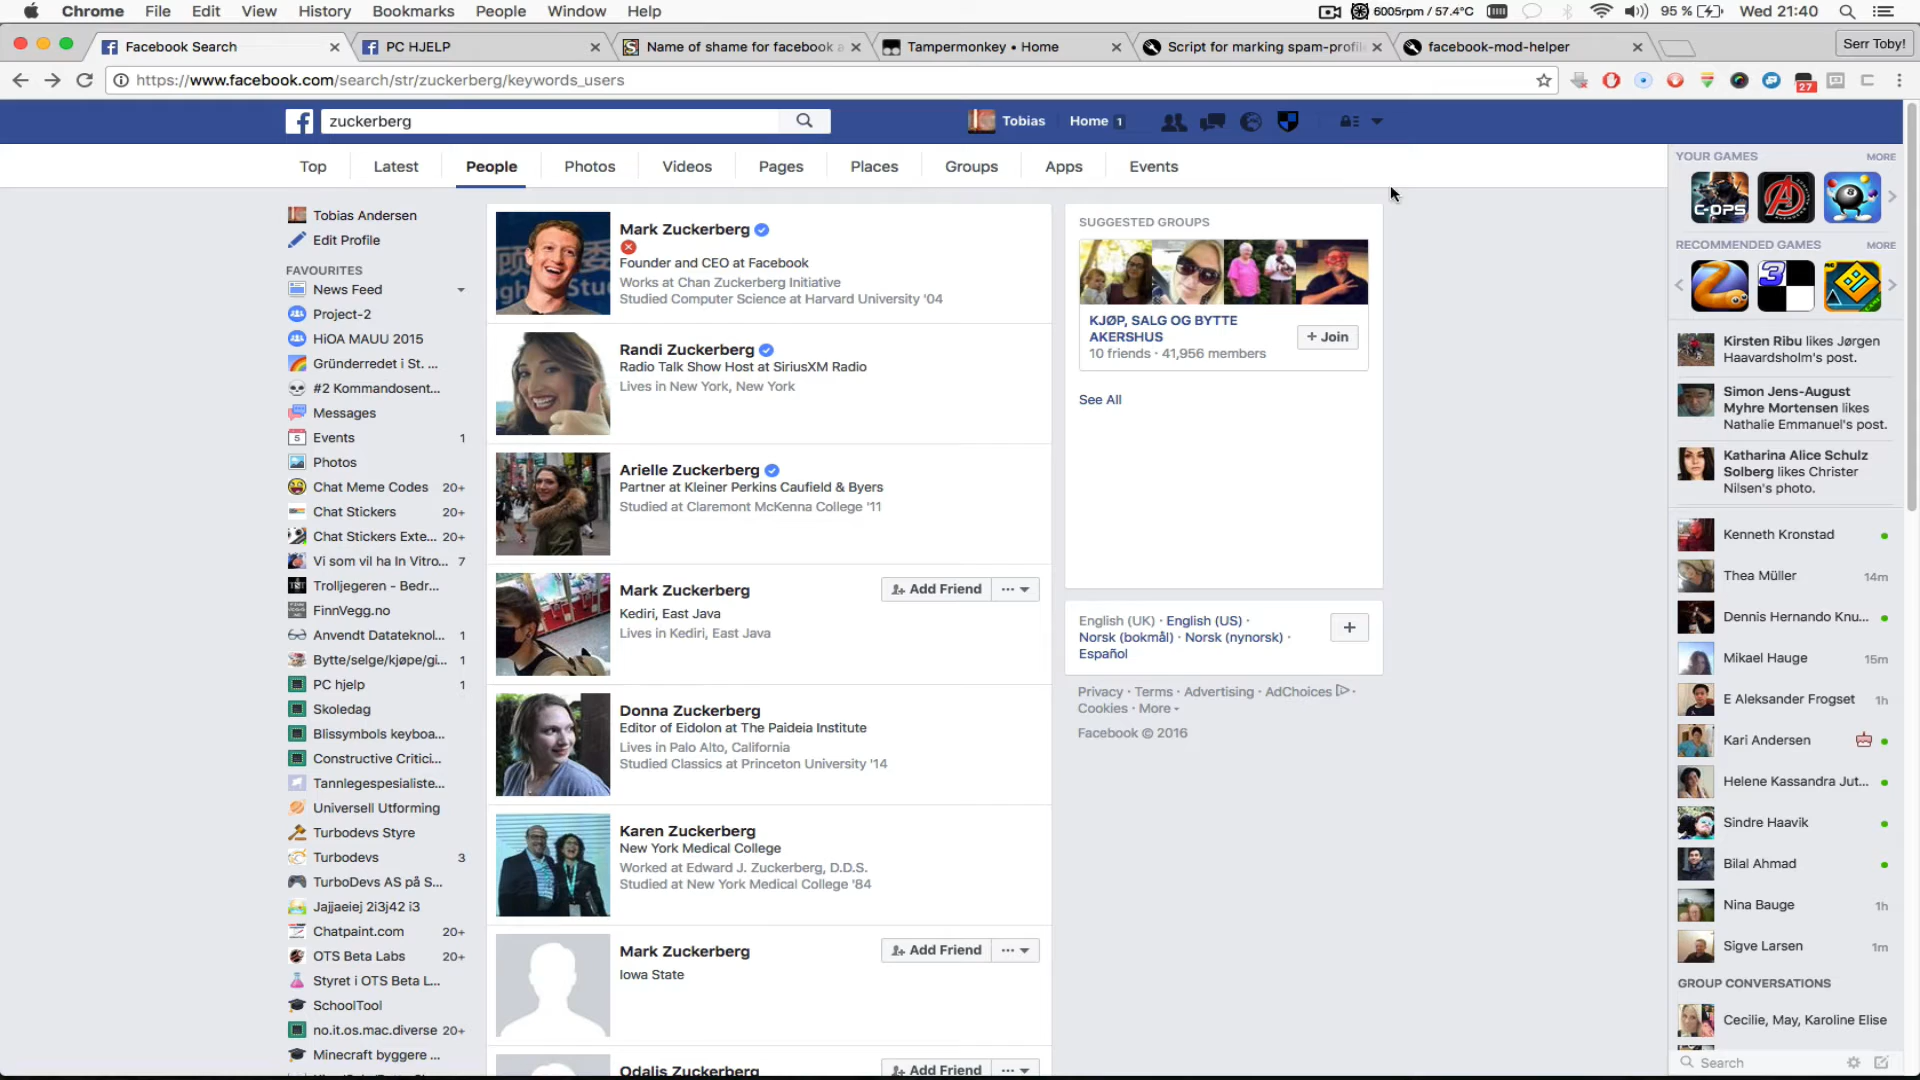 Chrome File Edit View History Bookmarks People Window Help
6005rpm / 57.4°C 95 % Wed 21:40
Facebook Search
PC HJELP
Name of shame for facebook
Tampermonkey • Home
Script for marking spam-profil
facebook-mod-helper
Serr Toby!
https://www.facebook.com/search/str/zuckerberg/keywords_users
27
zuckerberg
Tobias Home 1
Top Latest People Photos Videos Pages Places Groups Apps Events
Tobias Andersen
Edit Profile
FAVOURITES
News Feed
Project-2
HiOA MAUU 2015
Gründerredet i St. ...
#2 Kommandosent...
Messages
Events 1
Photos
Chat Meme Codes 20+
Chat Stickers 20+
Chat Stickers Exte... 20+
Vi som vil ha In Vitro... 7
Trolljegeren - Bedr...
FinnVegg.no
Anvendt Datateknol... 1
Bytte/selge/kjøpe/gi... 1
PC hjelp 1
Skoledag
Blissymbols keyboa...
Constructive Critici...
Tannlegespesialiste...
Universell Utforming
Turbodevs Styre
Turbodevs 3
TurboDevs AS på S...
Jajjaeiej 2i3j42 i3
Chatpaint.com 20+
OTS Beta Labs 20+
Styret i OTS Beta L...
SchoolTool
no.it.os.mac.diverse 20+
Minecraft byggere ...
Mark Zuckerberg
Founder and CEO at Facebook
Works at Chan Zuckerberg Initiative
Studied Computer Science at Harvard University '04
Randi Zuckerberg
Radio Talk Show Host at SiriusXM Radio
Lives in New York, New York
Arielle Zuckerberg
Partner at Kleiner Perkins Caufield & Byers
Studied at Claremont McKenna College '11
Mark Zuckerberg
Add Friend
Kediri, East Java
Lives in Kediri, East Java
Donna Zuckerberg
Editor of Eidolon at The Paideia Institute
Lives in Palo Alto, California
Studied Classics at Princeton University '14
Karen Zuckerberg
New York Medical College
Worked at Edward J. Zuckerberg, D.D.S.
Studied at New York Medical College '84
Mark Zuckerberg
Add Friend
Iowa State
Odalis Zuckerberg
Add Friend
SUGGESTED GROUPS
KJØP, SALG OG BYTTE
AKERSHUS
10 friends · 41,956 members
+ Join
See All
English (UK) · English (US) ·
Norsk (bokmål) · Norsk (nynorsk) ·
Español
+
Privacy · Terms · Advertising · AdChoices ·
Cookies · More
Facebook © 2016
YOUR GAMES MORE
C-OPS
RECOMMENDED GAMES MORE
Kirsten Ribu likes Jørgen
Haavardsholm's post.
Simon Jens-August
Myhre Mortensen likes
Nathalie Emmanuel's post.
Katharina Alice Schulz
Solberg likes Christer
Nilsen's photo.
Kenneth Kronstad
Thea Müller 14m
Dennis Hernando Knu...
Mikael Hauge 15m
E Aleksander Frogset 1h
Kari Andersen
Helene Kassandra Jut...
Sindre Haavik
Bilal Ahmad
Nina Bauge 1h
Sigve Larsen 1m
GROUP CONVERSATIONS
Cecilie, May, Karoline Elise
Search